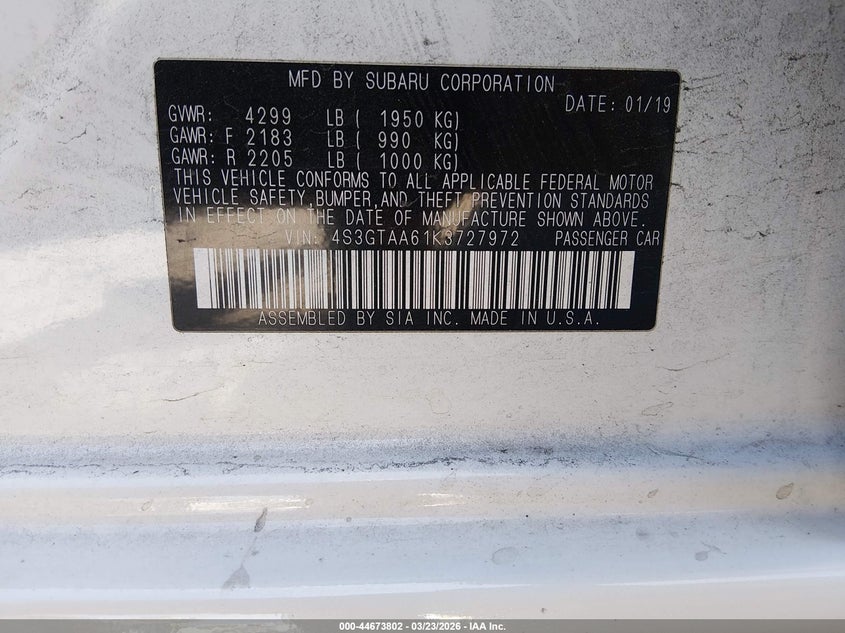 MFD BY SUBARU CORPORATION
DATE: 01/19
GVWR: 4299 LB ( 1950 KG)
GAWR: F 2183 LB ( 990 KG)
GAWR: R 2205 LB ( 1000 KG)
THIS VEHICLE CONFORMS TO ALL APPLICABLE FEDERAL MOTOR
VEHICLE SAFETY,BUMPER,AND THEFT PREVENTION STANDARDS
IN EFFECT ON THE DATE OF MANUFACTURE SHOWN ABOVE.
VIN: 4S3GTAA61K3727972 PASSENGER CAR
ASSEMBLED BY SIA INC. MADE IN U.S.A.
000-44673802 — 03/23/2026 — IAA Inc.